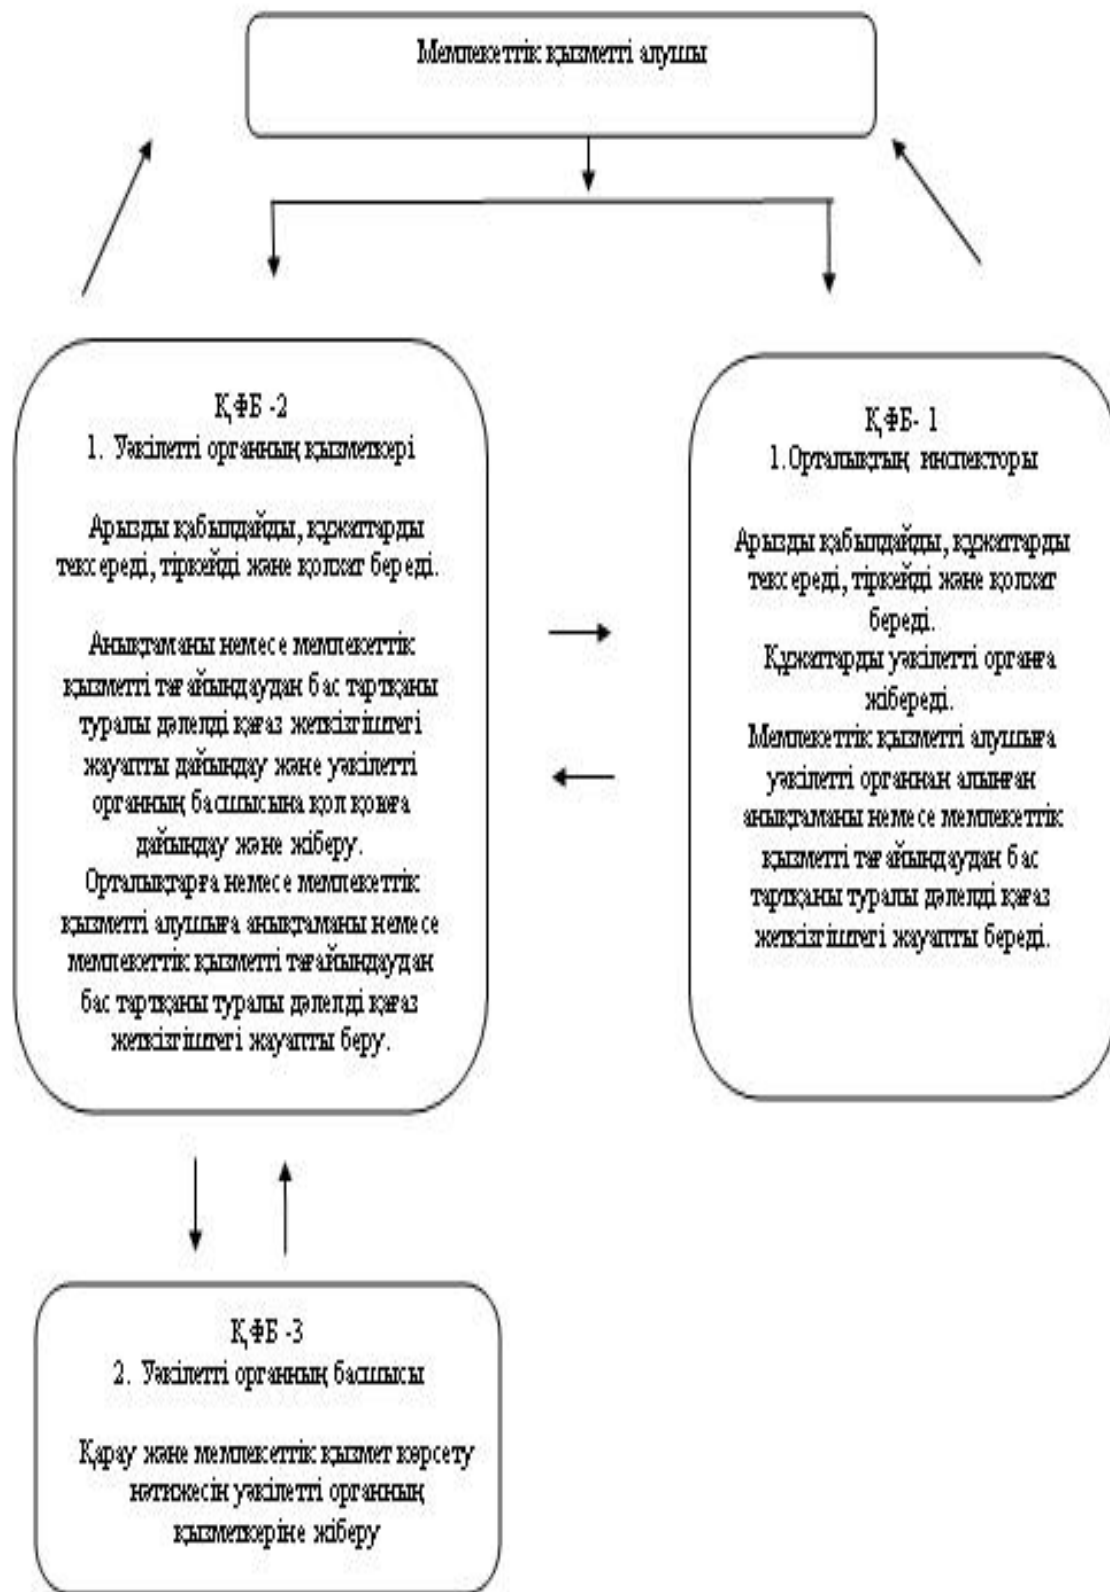 Мемлекеттік қызметті алушы
ҚФБ -2
1. Уәкілетті органның қызметкері
Арызды қабылдайды, құжаттарды
тексереді, тіркейді және қолхат береді.
Анықтаманы немесе мемлекеттік
қызметті тағайындаудан бас тартқаны
туралы дәлелді қағаз жеткізгіштегі
жауапты дайындау және уәкілетті
органның басшысына қол қоюға
дайындау және жіберу.
Орталықтарға немесе мемлекеттік
қызметті алушыға анықтаманы немесе
мемлекеттік қызметті тағайындаудан
бас тартқаны туралы дәлелді қағаз
жеткізгіштегі жауапты беру.
ҚФБ- 1
1.Орталықтың инспекторы
Арызды қабылдайды, құжаттарды
тексереді, тіркейді және қолхат
береді.
Құжаттарды уәкілетті органға
жібереді.
Мемлекеттік қызметті алушыға
уәкілетті органнан алынған
анықтаманы немесе мемлекеттік
қызметті тағайындаудан бас
тартқаны туралы дәлелді қағаз
жеткізгіштегі жауапты береді.
ҚФБ -3
2. Уәкілетті органның басшысы
Қарау және мемлекеттік қызмет көрсету
нәтижесін уәкілетті органның
қызметкеріне жіберу